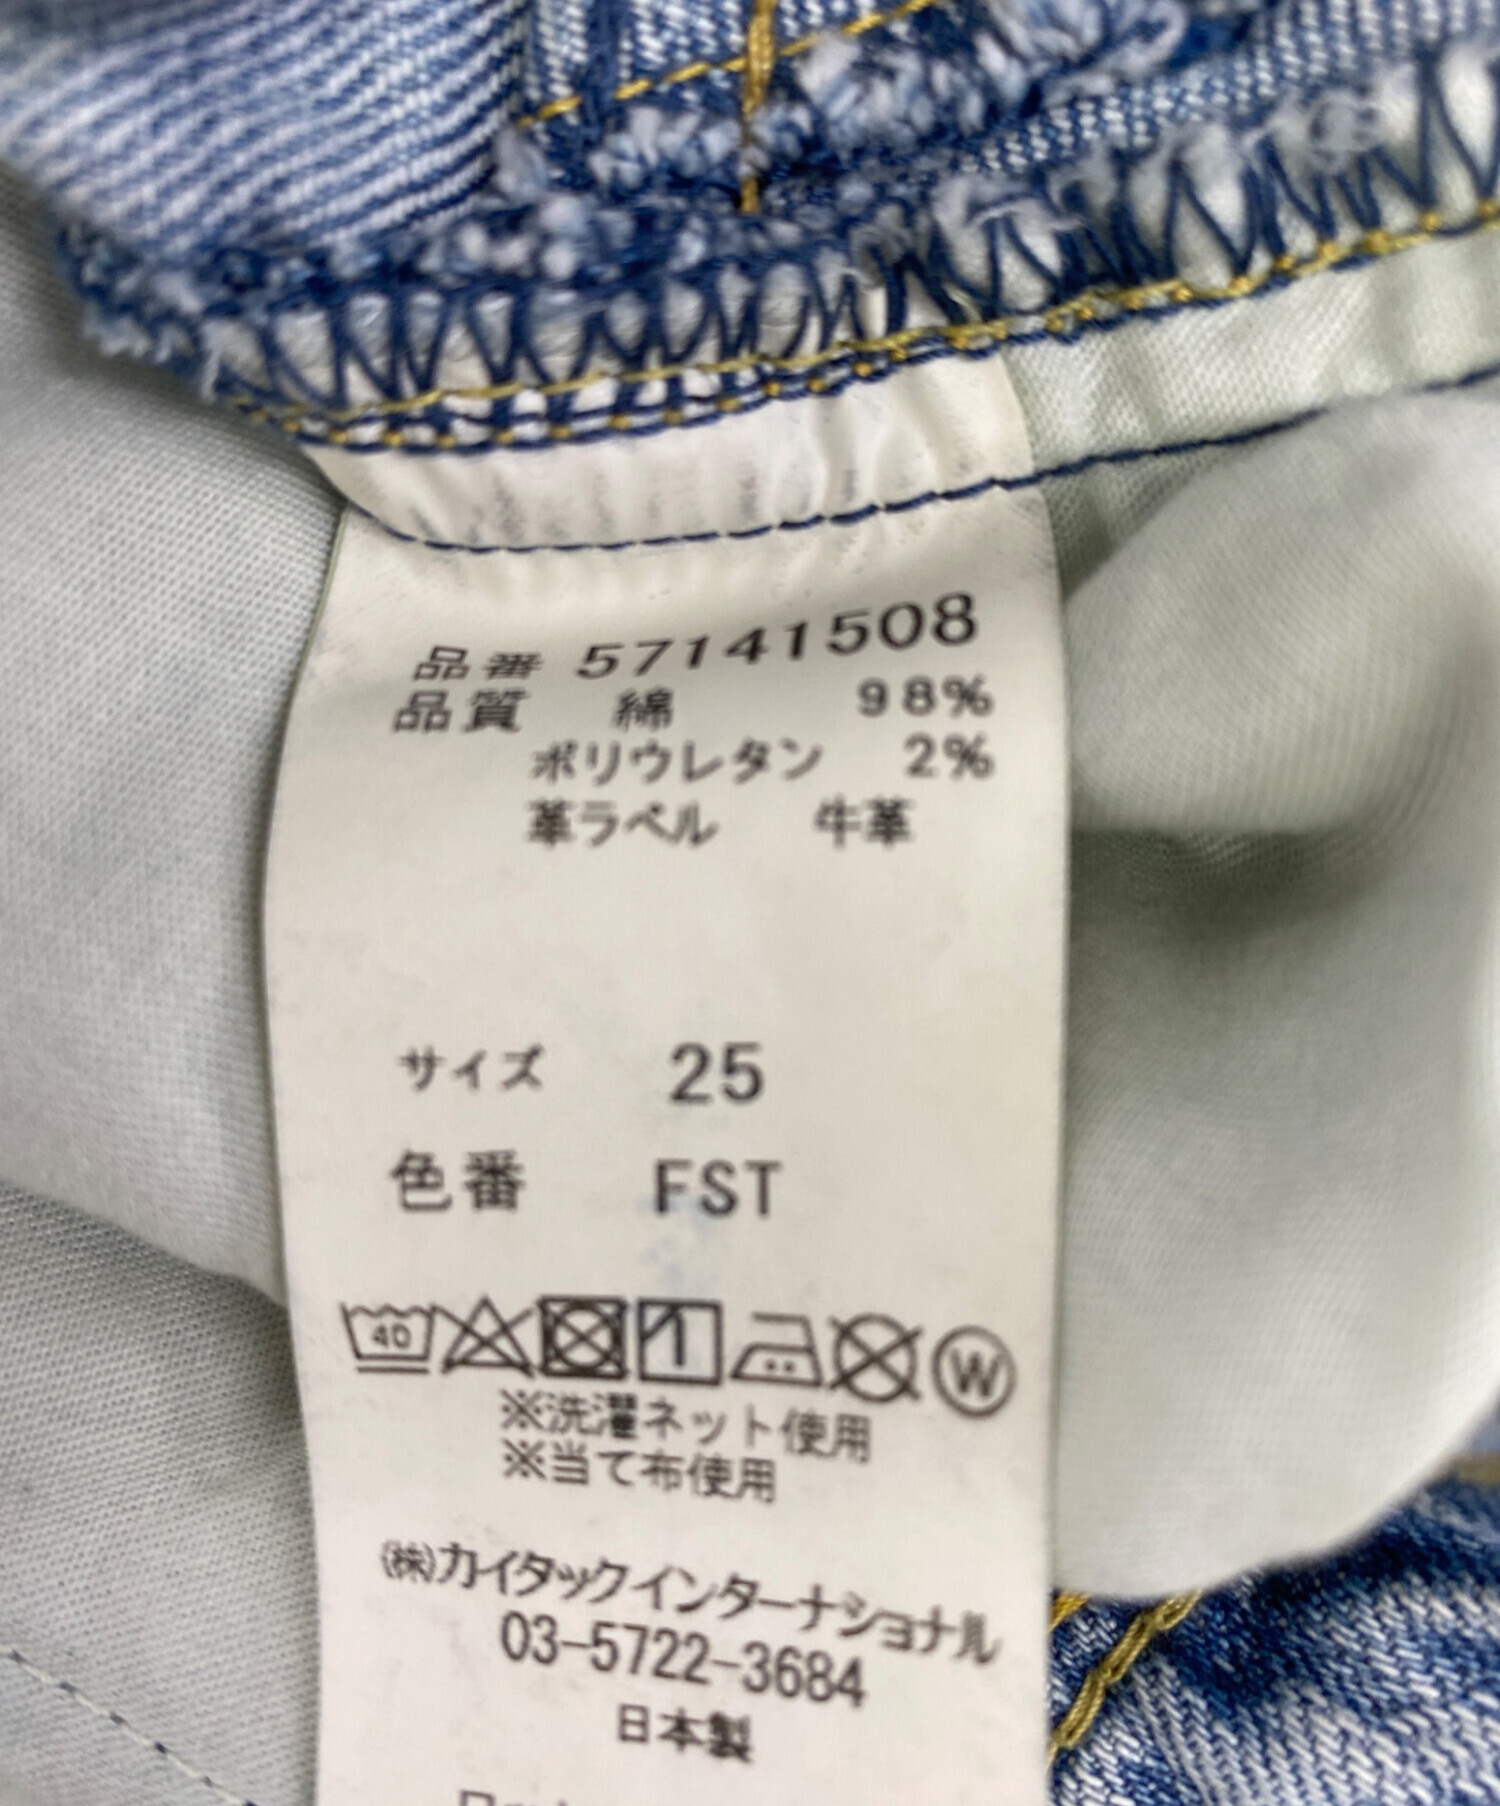 品番 57141508
品質 綿 98%
ポリウレタン 2%
革ラベル 牛革
サイズ 25
色番 FST
40
W
※洗濯ネット使用
※当て布使用
(株)カイタックインターナショナル
03-5722-3684
日本製